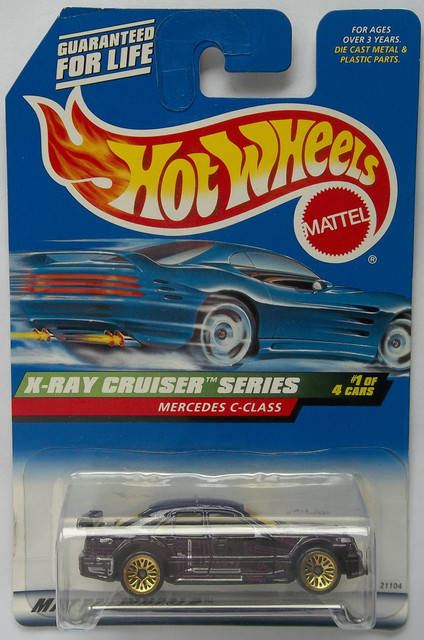 GUARANTEED
FOR LIFE
FOR AGES
OVER 3 YEARS.
DIE CAST METAL &
PLASTIC PARTS.
HOT WHEELS
MATTEL
®
X-RAY CRUISER™ SERIES
#1 OF
4 CARS
MERCEDES C-CLASS
21104